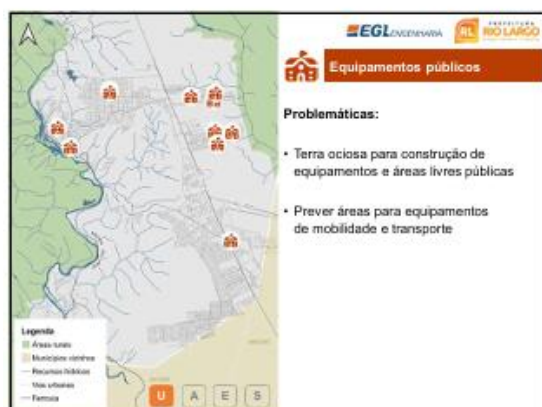 EGL ENGENHARIA
RL
PREFEITURA
RIO LARGO
Equipamentos públicos
Problemáticas:
• Terra ociosa para construção de
equipamentos e áreas livres públicas
• Prever áreas para equipamentos
de mobilidade e transporte
Legenda
Áreas rurais
Municípios vizinhos
Recursos hídricos
Vias urbanas
Ferrovia
U A E S